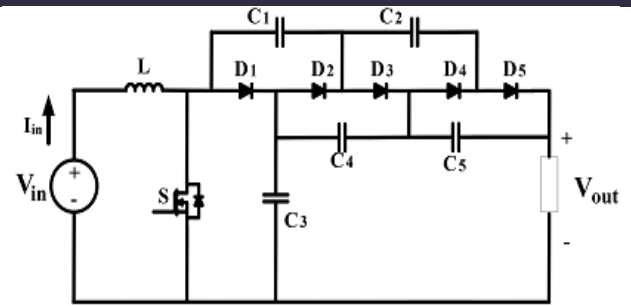 C1 C2
L D1 D2 D3 D4 D5
Iin
+
C4 C5
Vin + - S Vout
C3
-